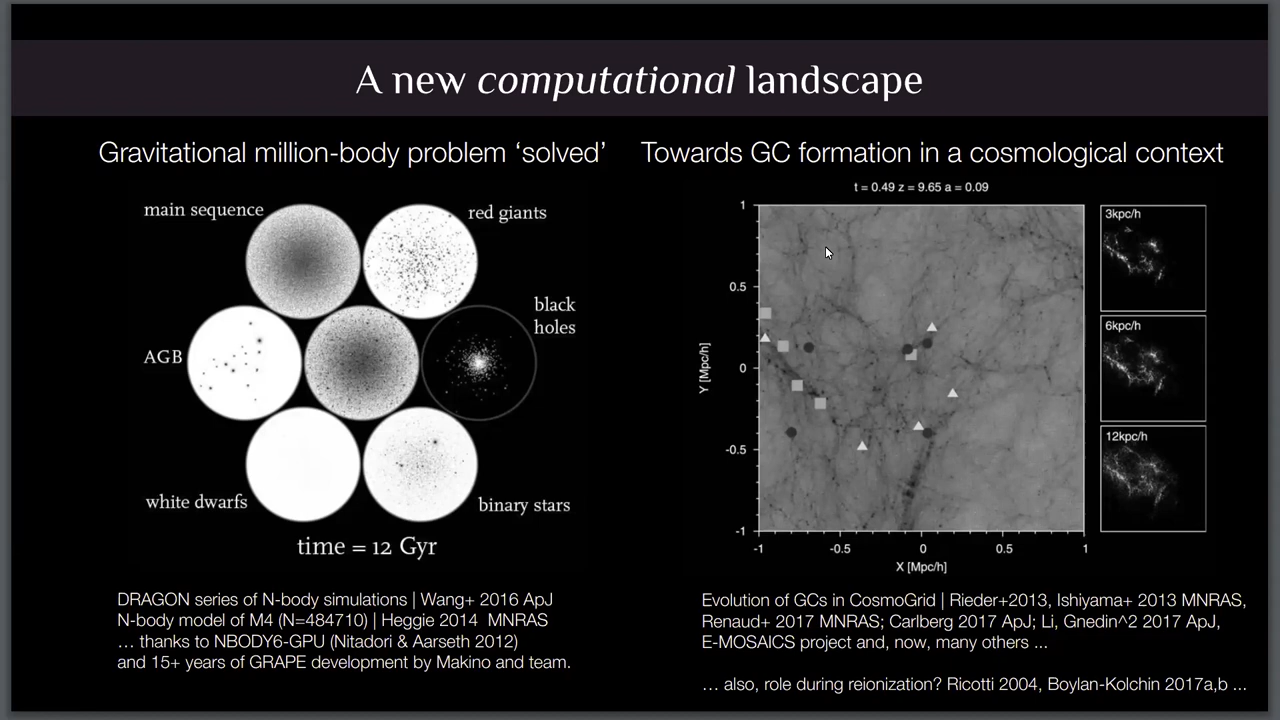 A new computational landscape
Gravitational million-body problem ‘solved’
main sequence
red giants
black
holes
AGB
white dwarfs
binary stars
time = 12 Gyr
DRAGON series of N-body simulations | Wang+ 2016 ApJ
N-body model of M4 (N=484710) | Heggie 2014 MNRAS
… thanks to NBODY6-GPU (Nitadori & Aarseth 2012)
and 15+ years of GRAPE development by Makino and team.
Towards GC formation in a cosmological context
t = 0.49 z = 9.65 a = 0.09
1
0.5
0
-0.5
-1
Y [Mpc/h]
-1
-0.5
0
0.5
1
X [Mpc/h]
3kpc/h
6kpc/h
12kpc/h
Evolution of GCs in CosmoGrid | Rieder+2013, Ishiyama+ 2013 MNRAS,
Renaud+ 2017 MNRAS; Carlberg 2017 ApJ; Li, Gnedin^2 2017 ApJ,
E-MOSAICS project and, now, many others ...
… also, role during reionization? Ricotti 2004, Boylan-Kolchin 2017a,b ...